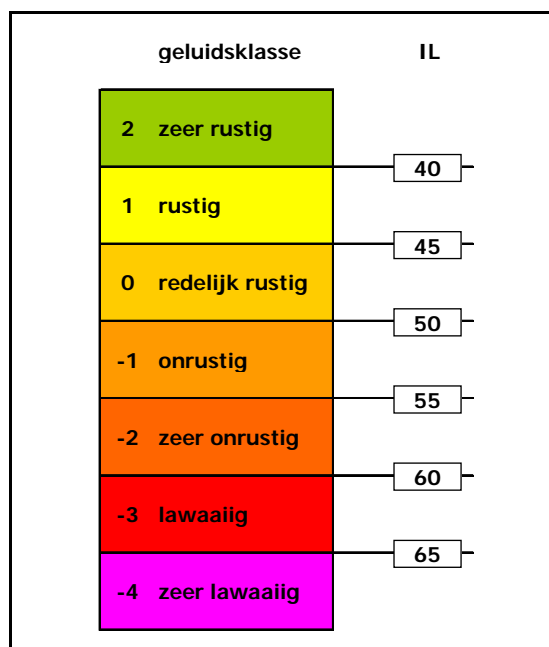 geluidsklasse IL
2 zeer rustig
40
1 rustig
45
0 redelijk rustig
50
-1 onrustig
55
-2 zeer onrustig
60
-3 lawaaiig
65
-4 zeer lawaaiig